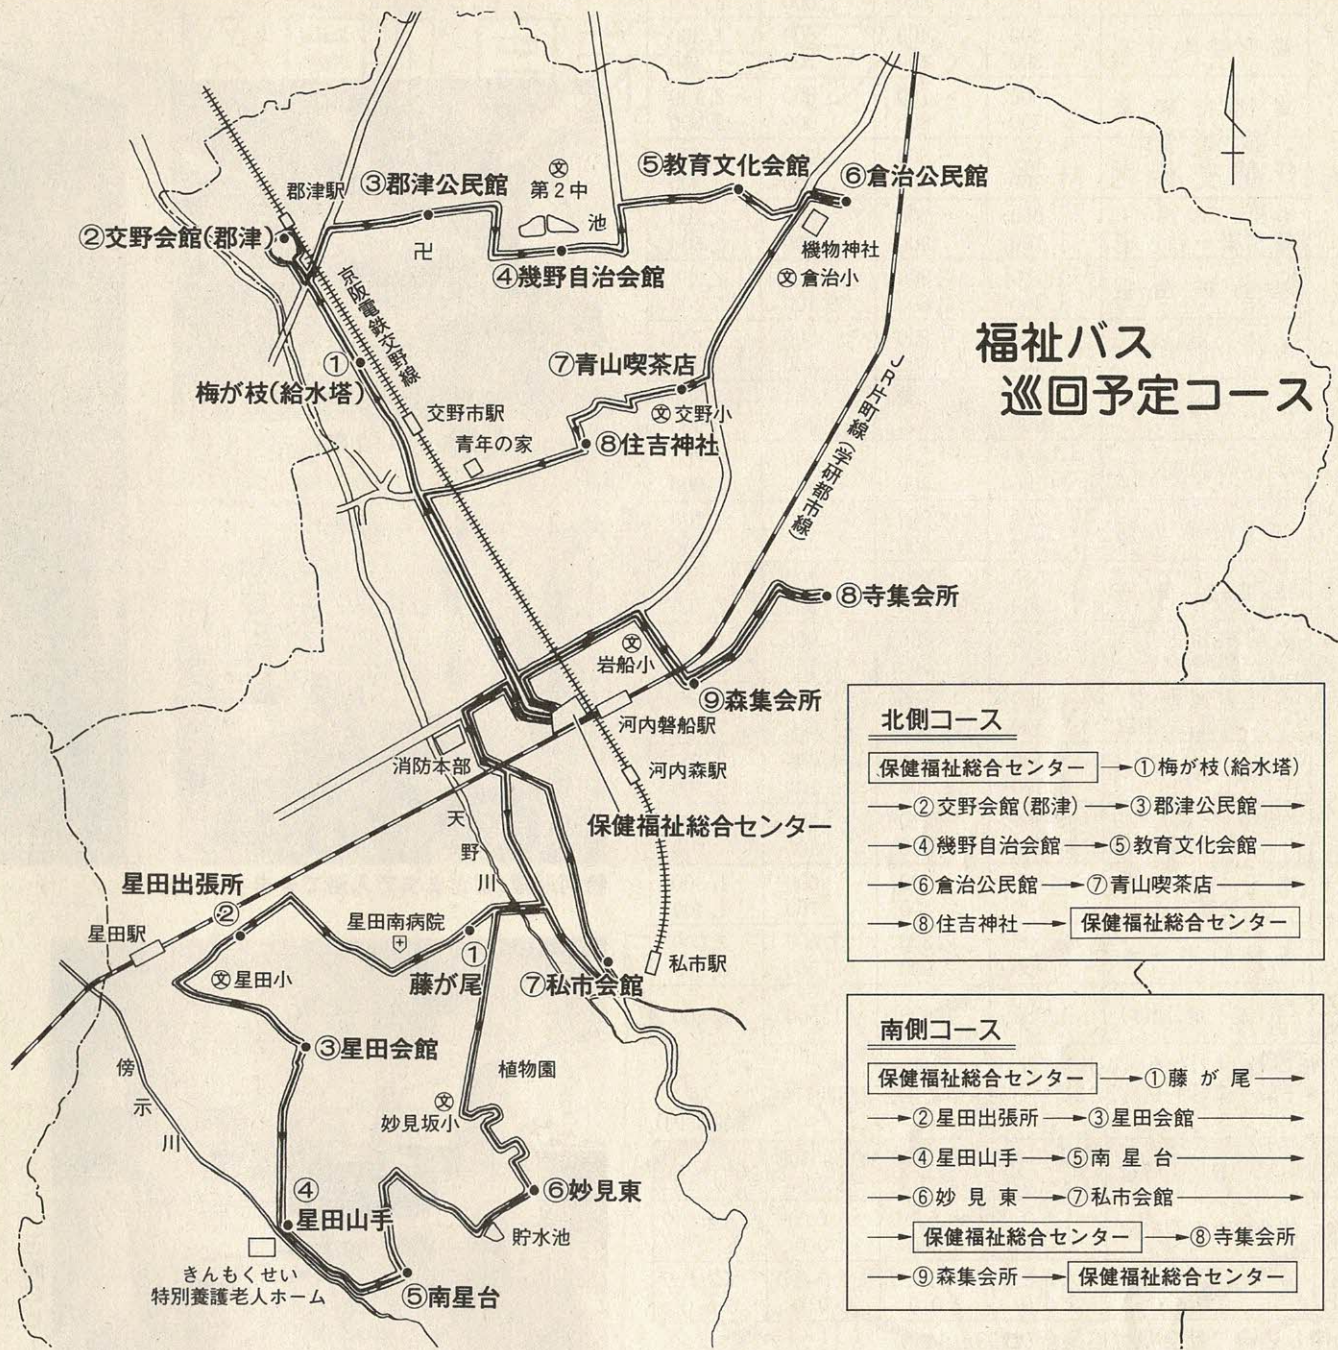 福祉バス
巡回予定コース
郡津駅
③郡津公民館
文
第2中
池
⑤教育文化会館
⑥倉治公民館
②交野会館(郡津)
卍
④幾野自治会館
機物神社
文倉治小
京阪電鉄交野線
①
梅が枝(給水塔)
⑦青山喫茶店
JR片町線(学研都市線)
交野市駅
文交野小
青年の家
⑧住吉神社
⑧寺集会所
文
岩船小
⑨森集会所
河内磐船駅
消防本部
河内森駅
保健福祉総合センター
天野川
星田出張所
②
星田駅
星田南病院
①
藤が尾
⑦私市会館
私市駅
文星田小
③星田会館
植物園
傍示川
文
妙見坂小
④
星田山手
⑥妙見東
貯水池
きんもくせい
特別養護老人ホーム
⑤南星台
北側コース
保健福祉総合センター→①梅が枝(給水塔)
→②交野会館(郡津)→③郡津公民館→
→④幾野自治会館→⑤教育文化会館→
→⑥倉治公民館→⑦青山喫茶店→
→⑧住吉神社→保健福祉総合センター
南側コース
保健福祉総合センター→①藤が尾→
→②星田出張所→③星田会館→
→④星田山手→⑤南星台→
→⑥妙見東→⑦私市会館→
→保健福祉総合センター→⑧寺集会所
→⑨森集会所→保健福祉総合センター